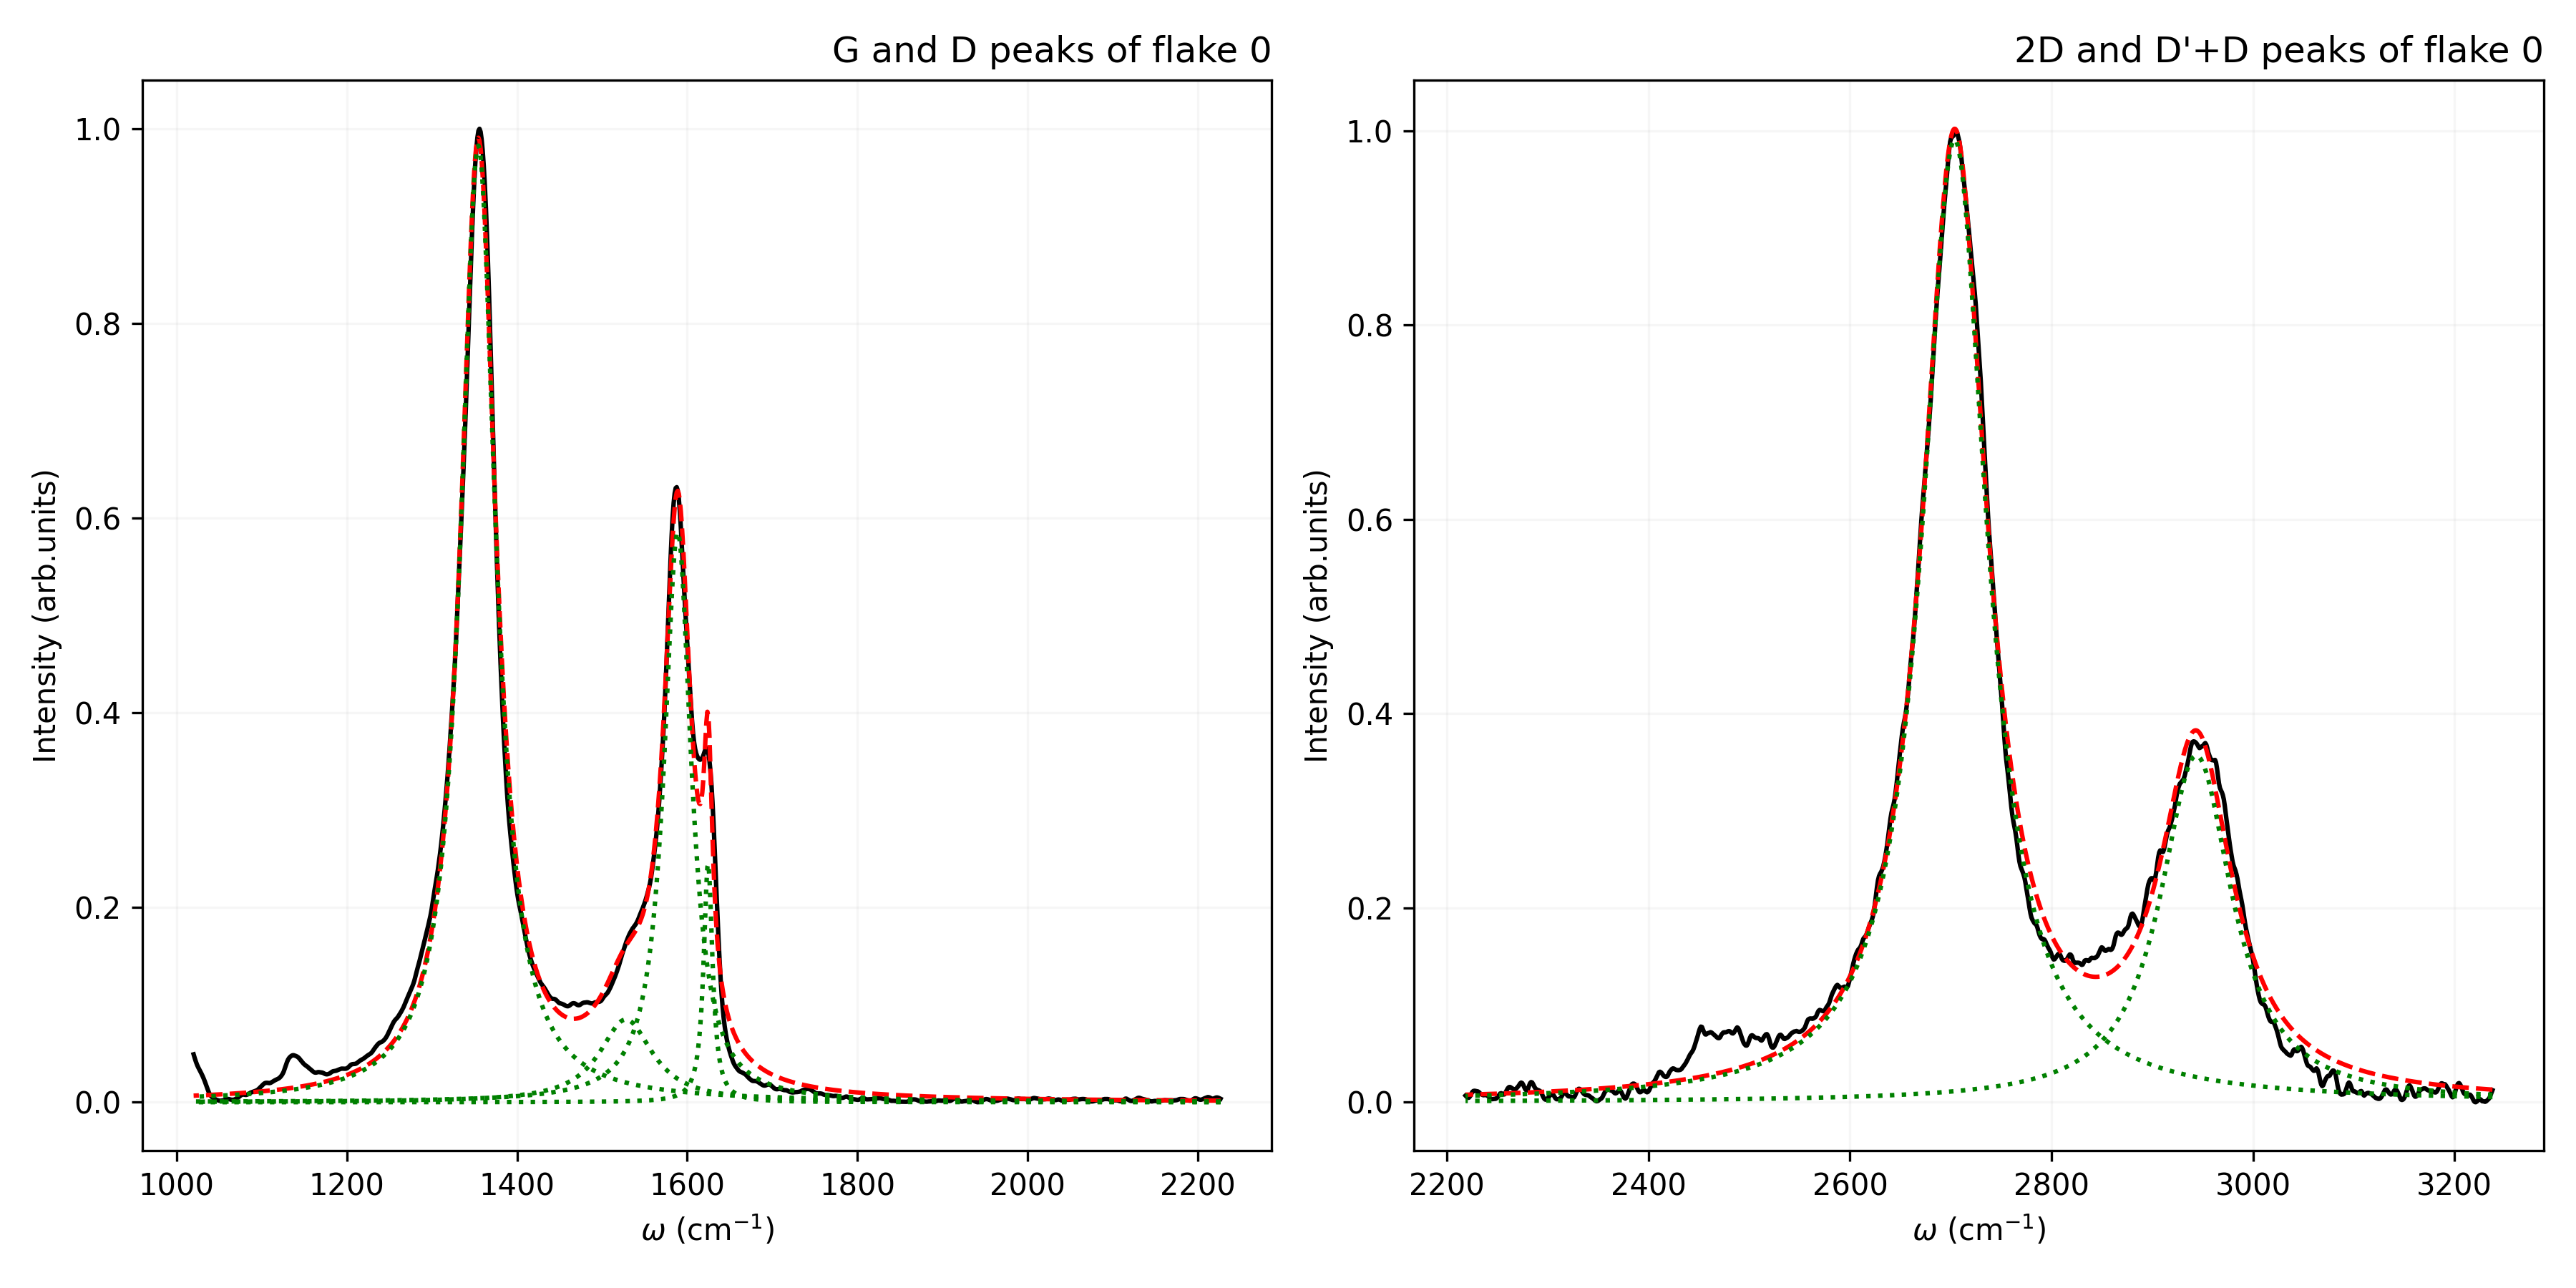 G and D peaks of flake 0
Intensity (arb.units)
1.0
0.8
0.6
0.4
0.2
0.0
1000 1200 1400 1600 1800 2000 2200
ω (cm⁻¹)
2D and D'+D peaks of flake 0
Intensity (arb.units)
1.0
0.8
0.6
0.4
0.2
0.0
2200 2400 2600 2800 3000 3200
ω (cm⁻¹)